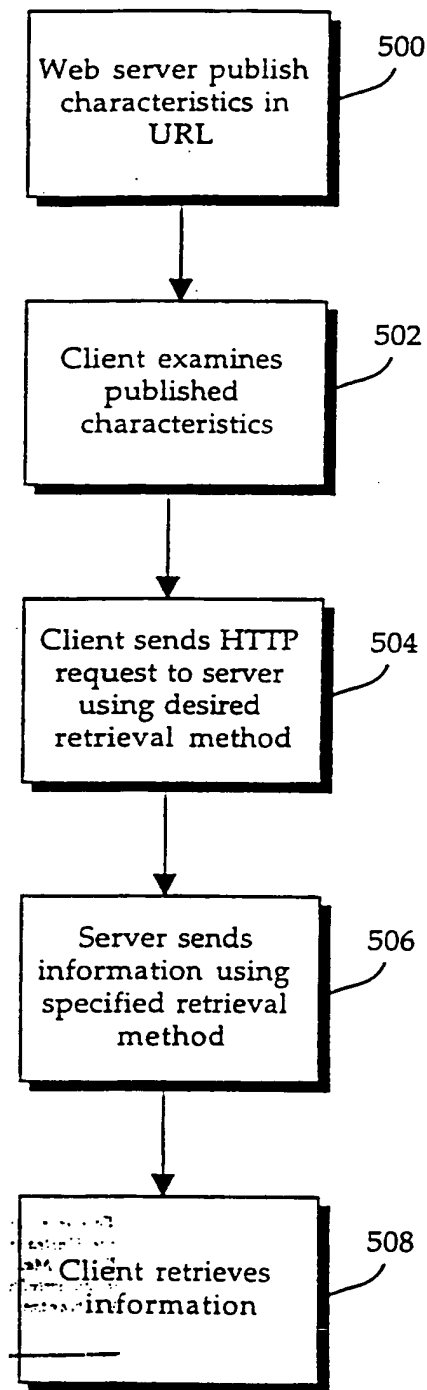 Web server publish
characteristics in
URL
500
Client examines
published
characteristics
502
Client sends HTTP
request to server
using desired
retrieval method
504
Server sends
information using
specified retrieval
method
506
Client retrieves
information
508